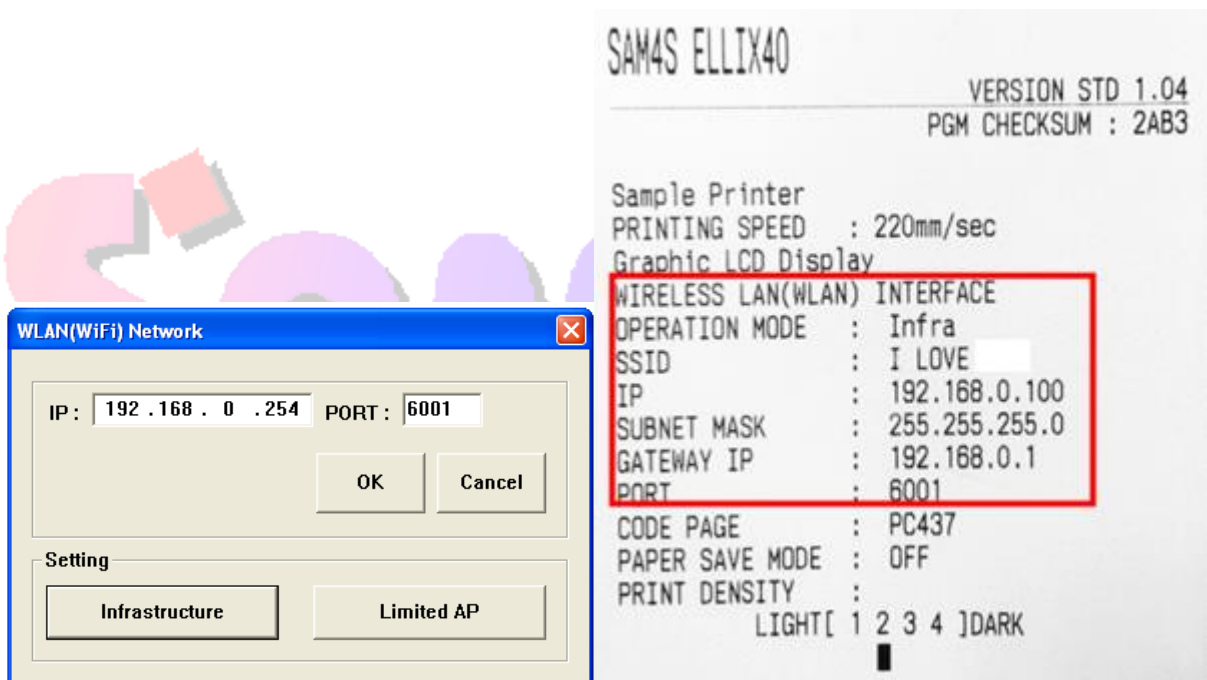 WLAN(WiFi) Network
IP : 192 .168 . 0 .254 PORT : 6001
OK Cancel
Setting
Infrastructure Limited AP
SAM4S ELLIX40
VERSION STD 1.04
PGM CHECKSUM : 2AB3
Sample Printer
PRINTING SPEED : 220mm/sec
Graphic LCD Display
WIRELESS LAN(WLAN) INTERFACE
OPERATION MODE : Infra
SSID : I LOVE
IP : 192.168.0.100
SUBNET MASK : 255.255.255.0
GATEWAY IP : 192.168.0.1
PORT : 6001
CODE PAGE : PC437
PAPER SAVE MODE : OFF
PRINT DENSITY :
LIGHT[ 1 2 3 4 ]DARK